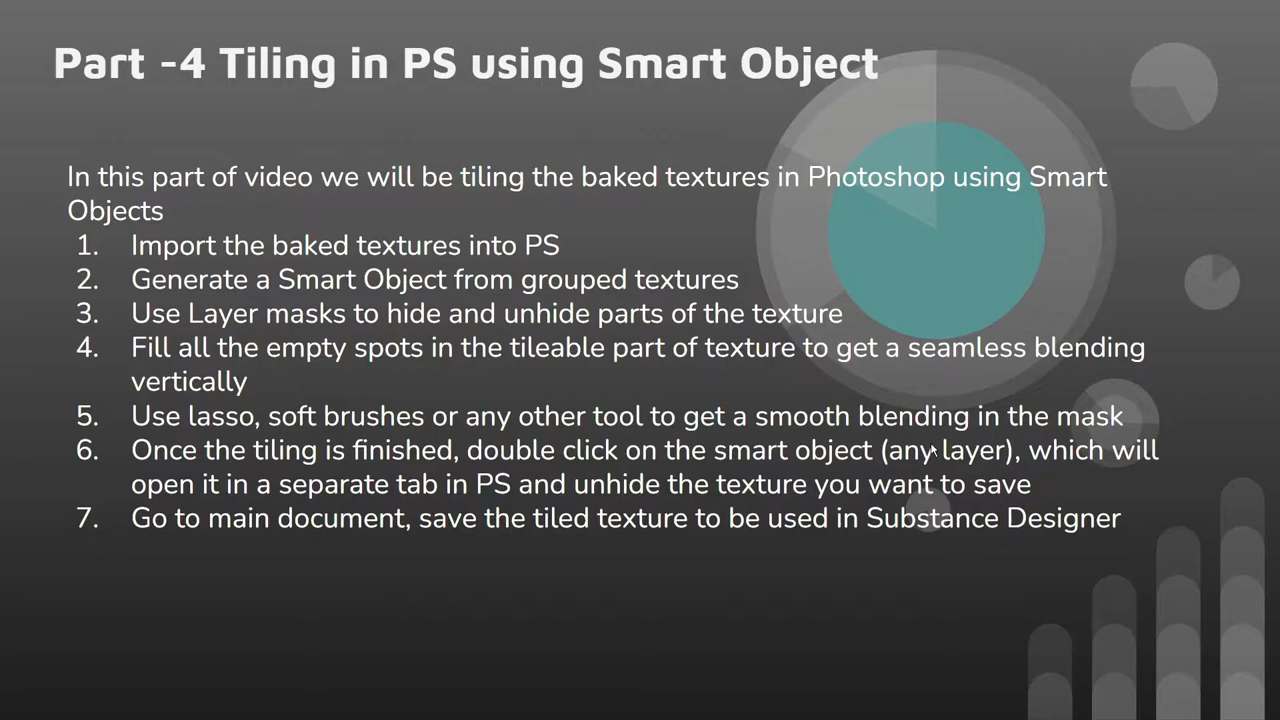 Part -4 Tiling in PS using Smart Object
In this part of video we will be tiling the baked textures in Photoshop using Smart
Objects
1. Import the baked textures into PS
2. Generate a Smart Object from grouped textures
3. Use Layer masks to hide and unhide parts of the texture
4. Fill all the empty spots in the tileable part of texture to get a seamless blending
vertically
5. Use lasso, soft brushes or any other tool to get a smooth blending in the mask
6. Once the tiling is finished, double click on the smart object (any layer), which will
open it in a separate tab in PS and unhide the texture you want to save
7. Go to main document, save the tiled texture to be used in Substance Designer